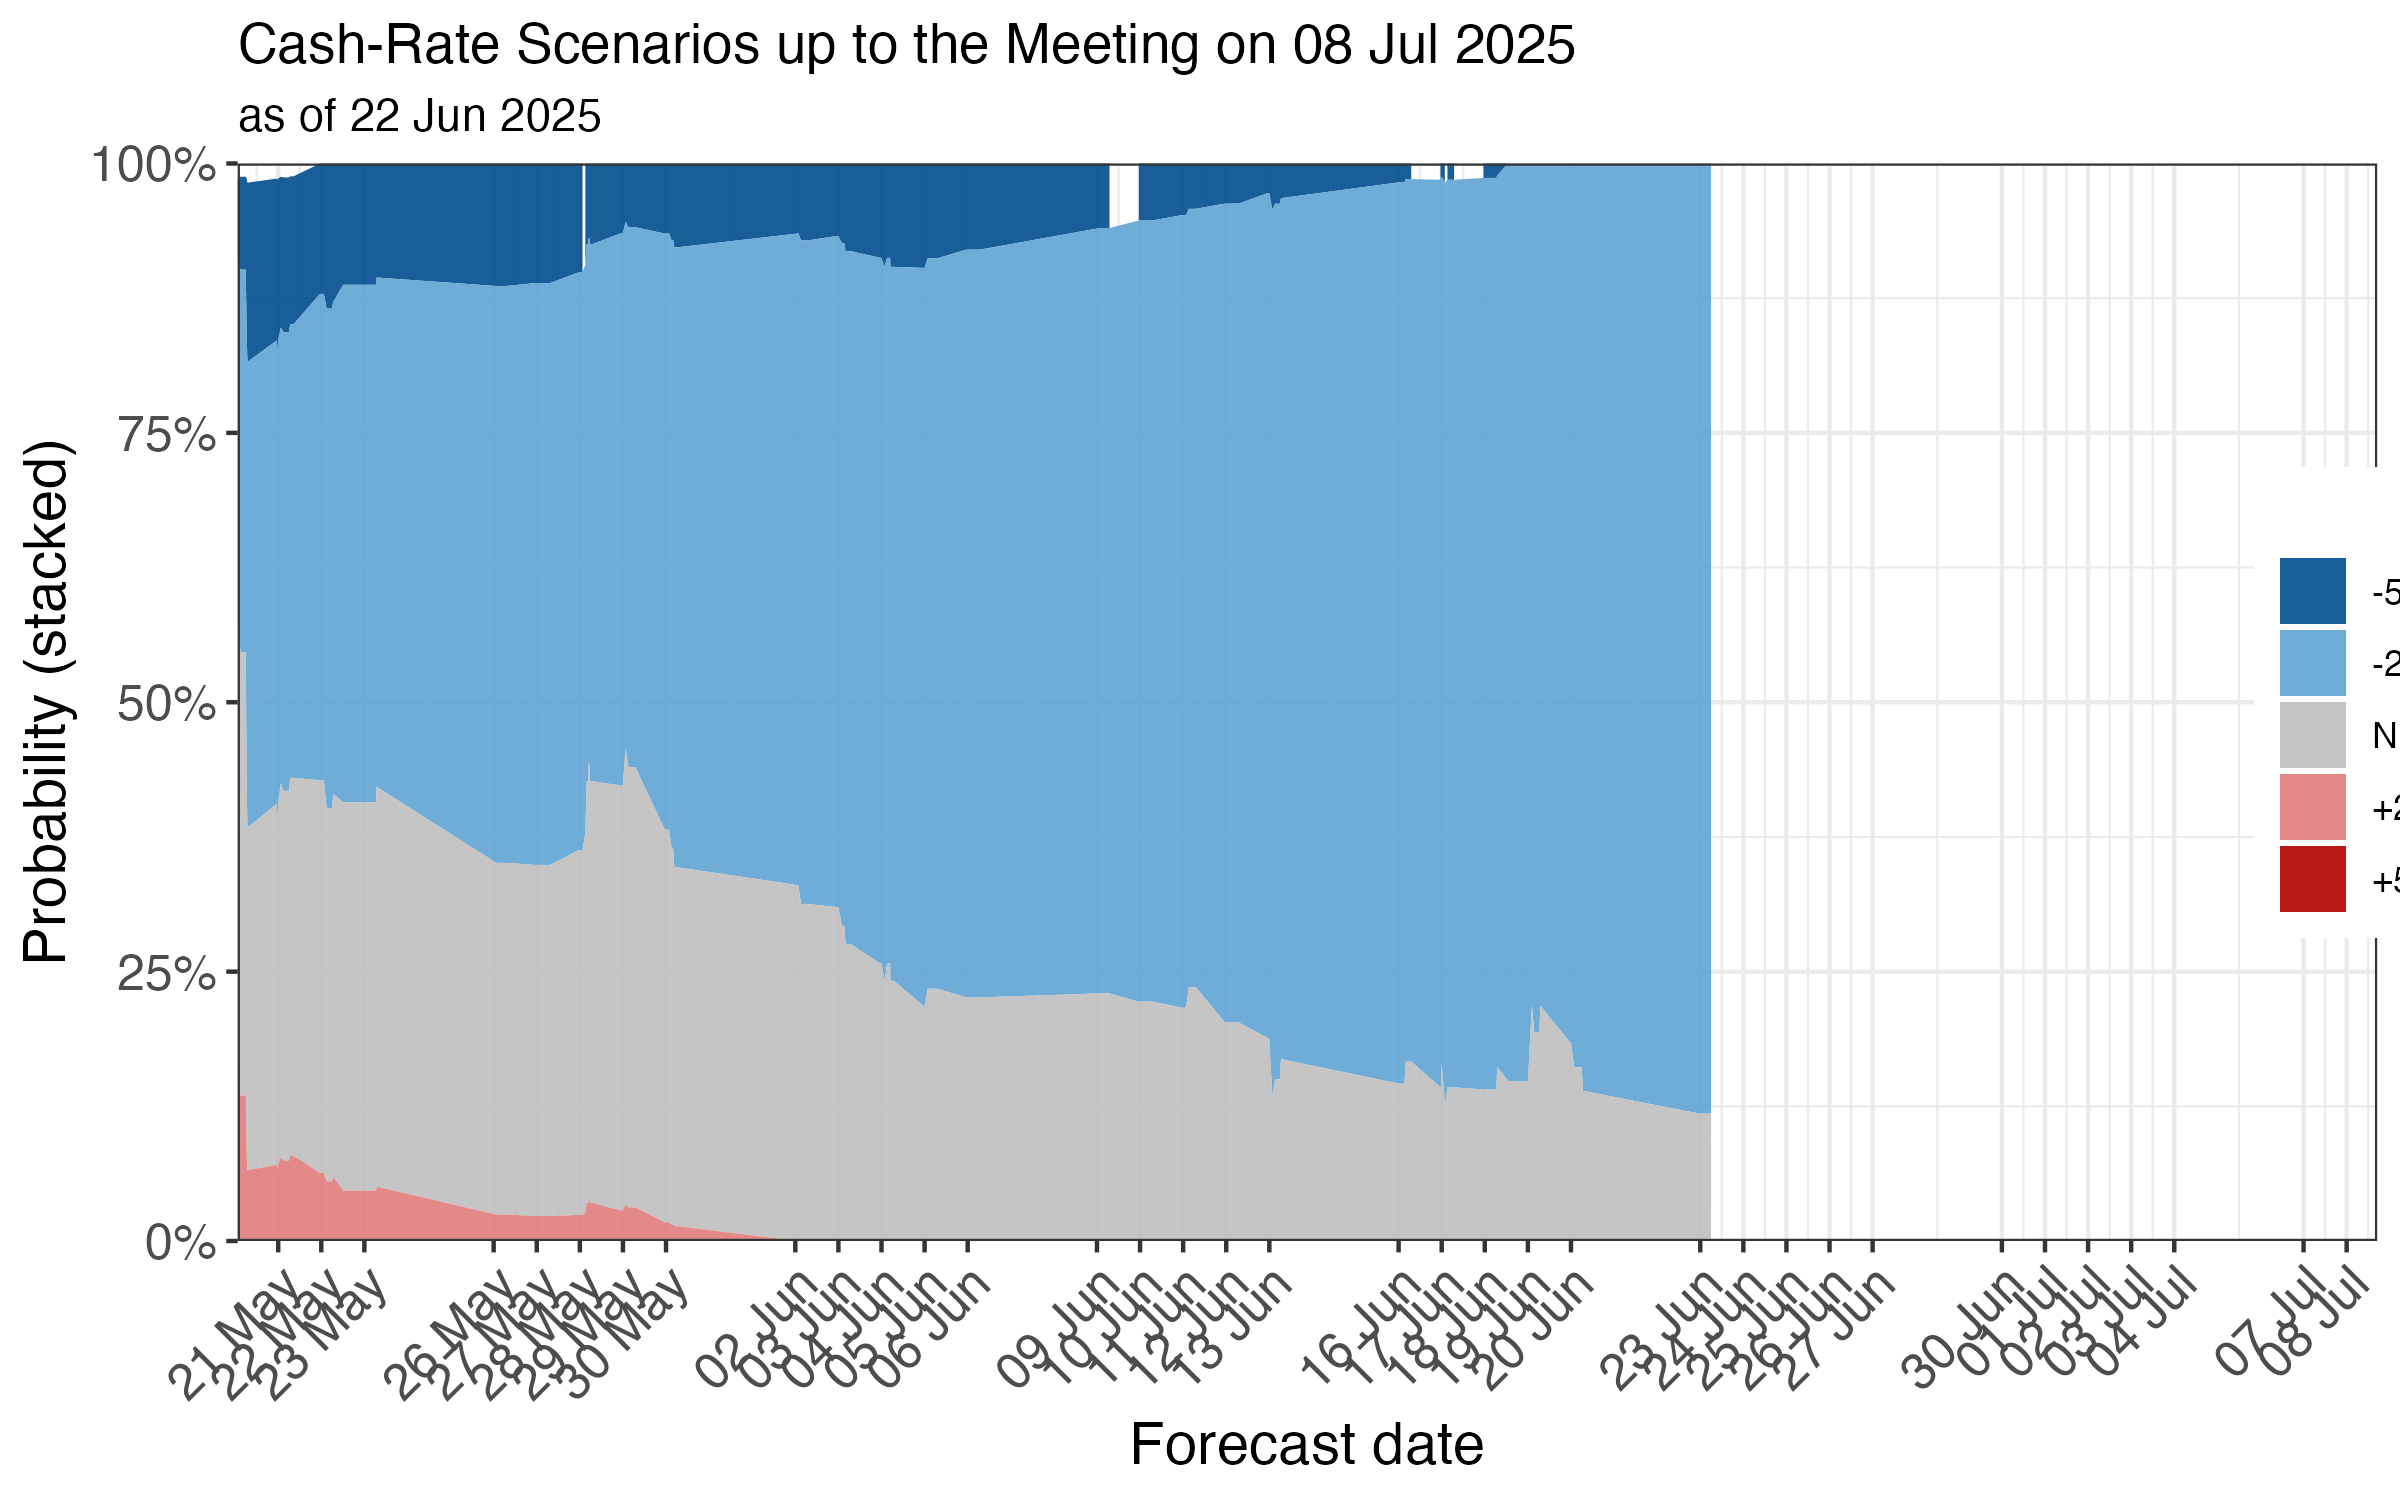 Cash-Rate Scenarios up to the Meeting on 08 Jul 2025
as of 22 Jun 2025
Probability (stacked)
100%
75%
50%
25%
0%
-5
-2
N
+2
+5
21 May
22 May
23 May
26 May
27 May
28 May
29 May
30 May
02 Jun
03 Jun
04 Jun
05 Jun
06 Jun
09 Jun
10 Jun
11 Jun
12 Jun
13 Jun
16 Jun
17 Jun
18 Jun
19 Jun
20 Jun
23 Jun
24 Jun
25 Jun
26 Jun
27 Jun
30 Jun
01 Jul
02 Jul
03 Jul
04 Jul
07 Jul
08 Jul
Forecast date